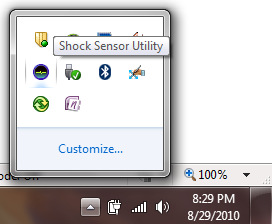 Shock Sensor Utility
Customize...
100%
8:29 PM
8/29/2010